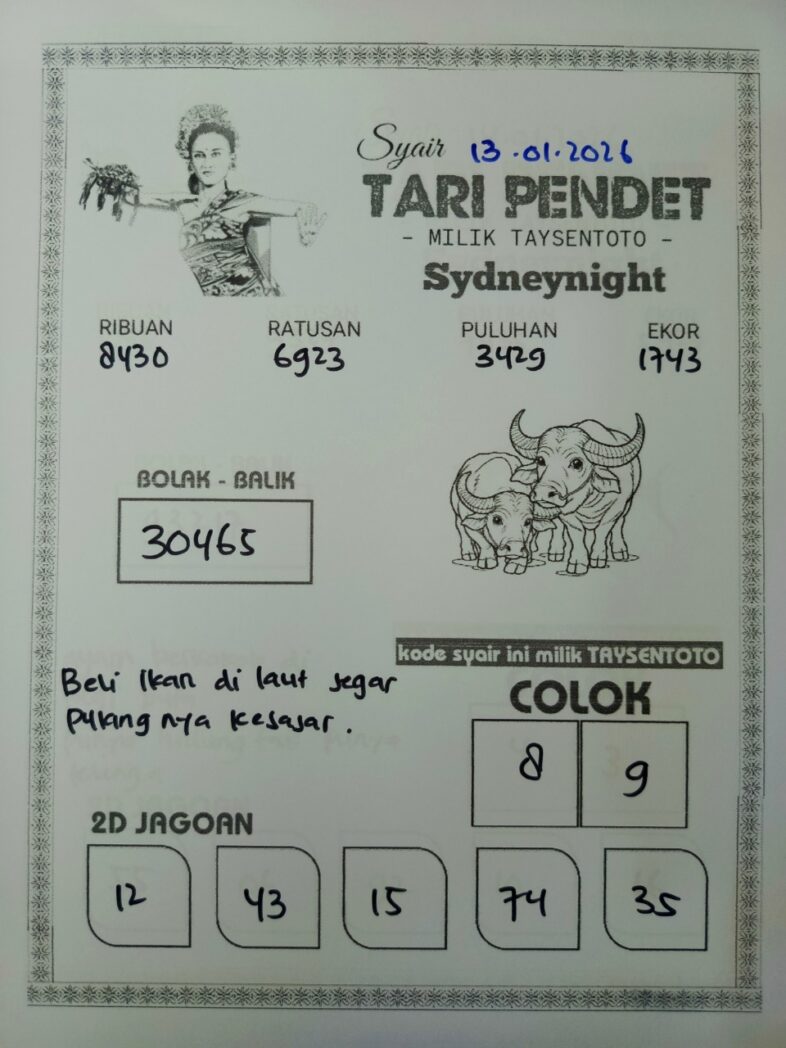 Syair 13.01.2026
TARI PENDET
- MILIK TAYSENTOTO -
Sydneynight
RIBUAN RATUSAN PULUHAN EKOR
8430 6923 3429 1743
BOLAK - BALIK
30465
kode syair ini milik TAYSENTOTO
Beli Ikan di laut segar
Pulang nya kesasar.
COLOK
8 9
2D JAGOAN
12 43 15 74 35